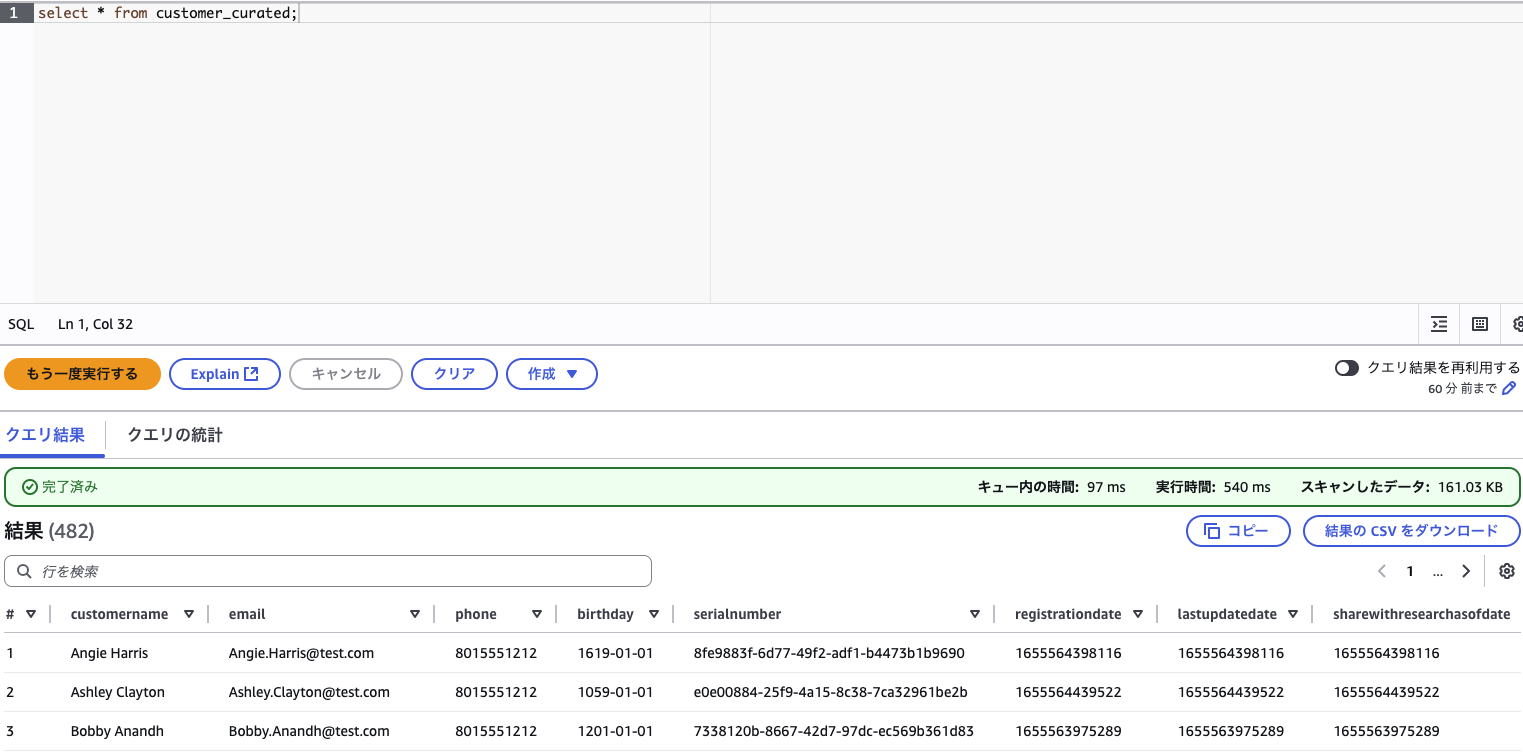 1 select * from customer_curated;
SQL Ln 1, Col 32
もう一度実行する Explain キャンセル クリア 作成 クエリ結果を再利用する
60 分 前まで
クエリ結果 クエリの統計
完了済み キュー内の時間: 97 ms 実行時間: 540 ms スキャンしたデータ: 161.03 KB
結果 (482) コピー 結果の CSV をダウンロード
行を検索 1 ...
# customername email phone birthday serialnumber registrationdate lastupdatedate sharewithresearchasofdate
1 Angie Harris Angie.Harris@test.com 8015551212 1619-01-01 8fe9883f-6d77-49f2-adf1-b4473b1b9690 1655564398116 1655564398116 1655564398116
2 Ashley Clayton Ashley.Clayton@test.com 8015551212 1059-01-01 e0e00884-25f9-4a15-8c38-7ca32961be2b 1655564439522 1655564439522 1655564439522
3 Bobby Anandh Bobby.Anandh@test.com 8015551212 1201-01-01 7338120b-8667-42d7-97dc-ec569b361d83 1655563975289 1655563975289 1655563975289